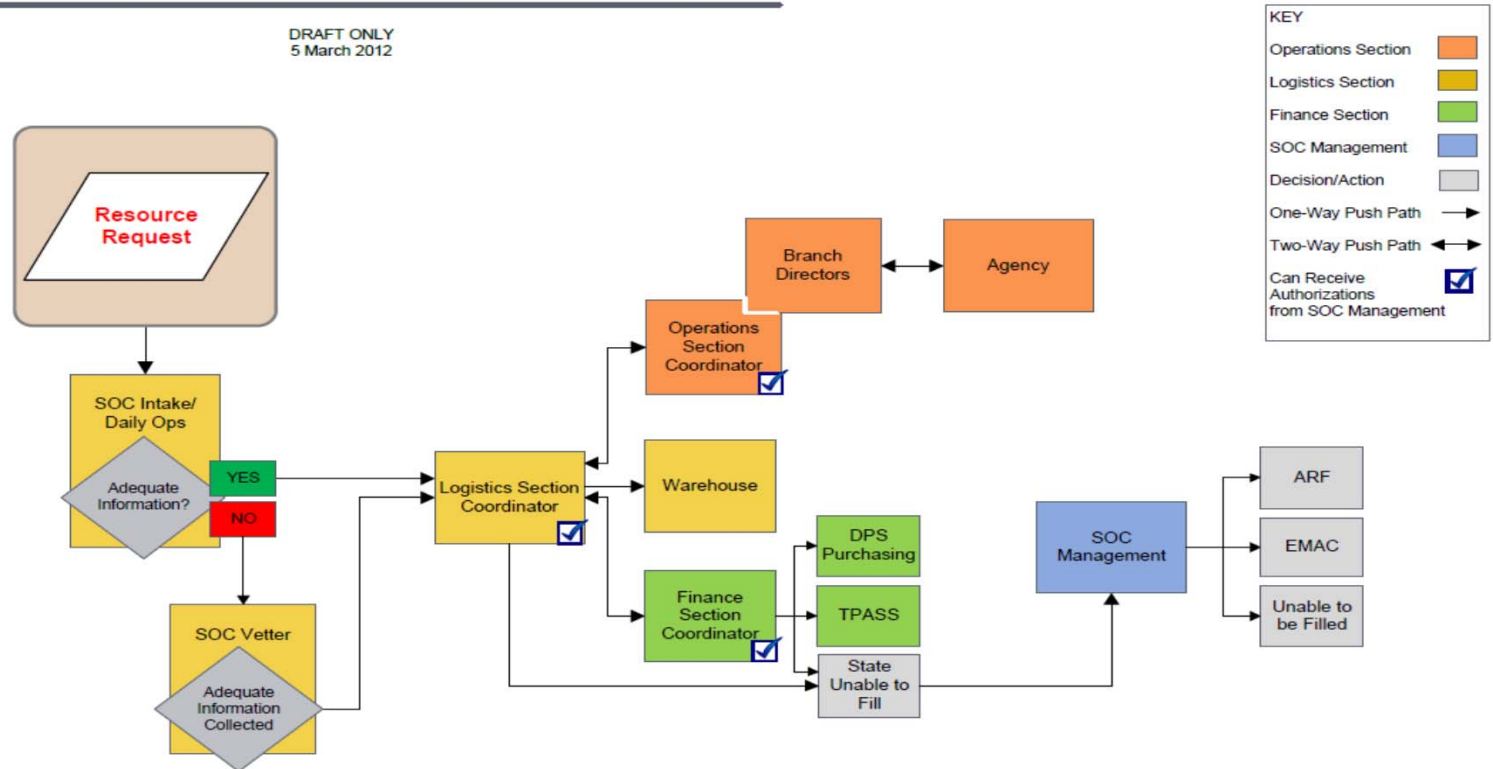 DRAFT ONLY
5 March 2012
KEY
Operations Section
Logistics Section
Finance Section
SOC Management
Decision/Action
One-Way Push Path
Two-Way Push Path
Can Receive
Authorizations
from SOC Management
Resource
Request
SOC Intake/
Daily Ops
Adequate
Information?
YES
NO
SOC Vetter
Adequate
Information
Collected
Logistics Section
Coordinator
Branch
Directors
Agency
Operations
Section
Coordinator
Warehouse
Finance
Section
Coordinator
DPS
Purchasing
TPASS
State
Unable to
Fill
SOC
Management
ARF
EMAC
Unable to
be Filled